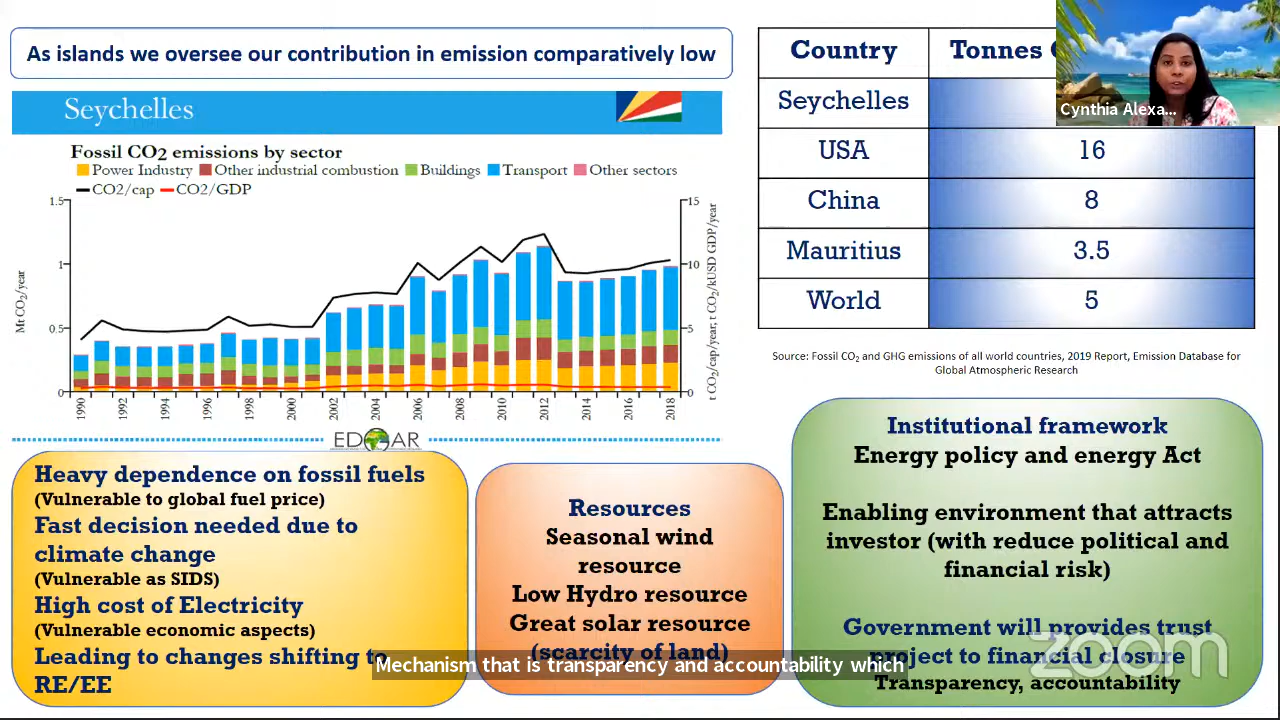 As islands we oversee our contribution in emission comparatively low
Seychelles
Fossil CO2 emissions by sector
Power Industry Other industrial combustion Buildings Transport Other sectors
CO2/cap CO2/GDP
1.5
1
0.5
0
15
10
5
0
Mt CO2/year
t CO2/cap/year, t CO2/kUSD GDP/year
1990 1992 1994 1996 1998 2000 2002 2004 2006 2008 2010 2012 2014 2016 2018
EDGAR
Country Tonnes
Seychelles
USA 16
China 8
Mauritius 3.5
World 5
Cynthia Alexa...
Source: Fossil CO2 and GHG emissions of all world countries, 2019 Report, Emission Database for
Global Atmospheric Research
Heavy dependence on fossil fuels
(Vulnerable to global fuel price)
Fast decision needed due to
climate change
(Vulnerable as SIDS)
High cost of Electricity
(Vulnerable economic aspects)
Leading to changes shifting to
RE/EE
Resources
Seasonal wind
resource
Low Hydro resource
Great solar resource
(scarcity of land)
Institutional framework
Energy policy and energy Act
Enabling environment that attracts
investor (with reduce political and
financial risk)
Government will provides trust
project to financial closure
Transparency, accountability
Mechanism that is transparency and accountability which
zoom